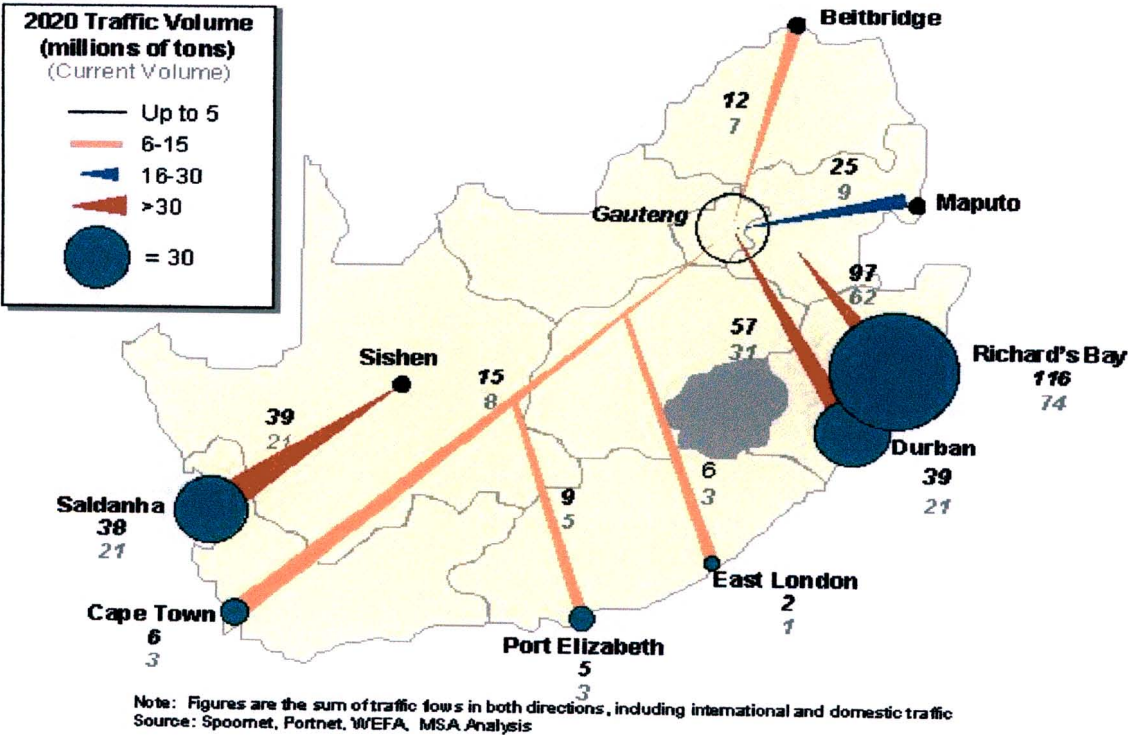 2020 Traffic Volume
(millions of tons)
(Current Volume)
Up to 5
6-15
16-30
>30
= 30
Beitbridge
12
7
25
9
Gauteng
Maputo
97
62
57
31
Richard's Bay
116
74
Sishen
15
8
39
21
Durban
39
21
6
3
Saldanha
38
21
9
5
East London
2
1
Cape Town
6
3
Port Elizabeth
5
3
Note: Figures are the sum of traffic flows in both directions, including international and domestic traffic
Source: Spoornet, Portnet, WEFA, MSA Analysis